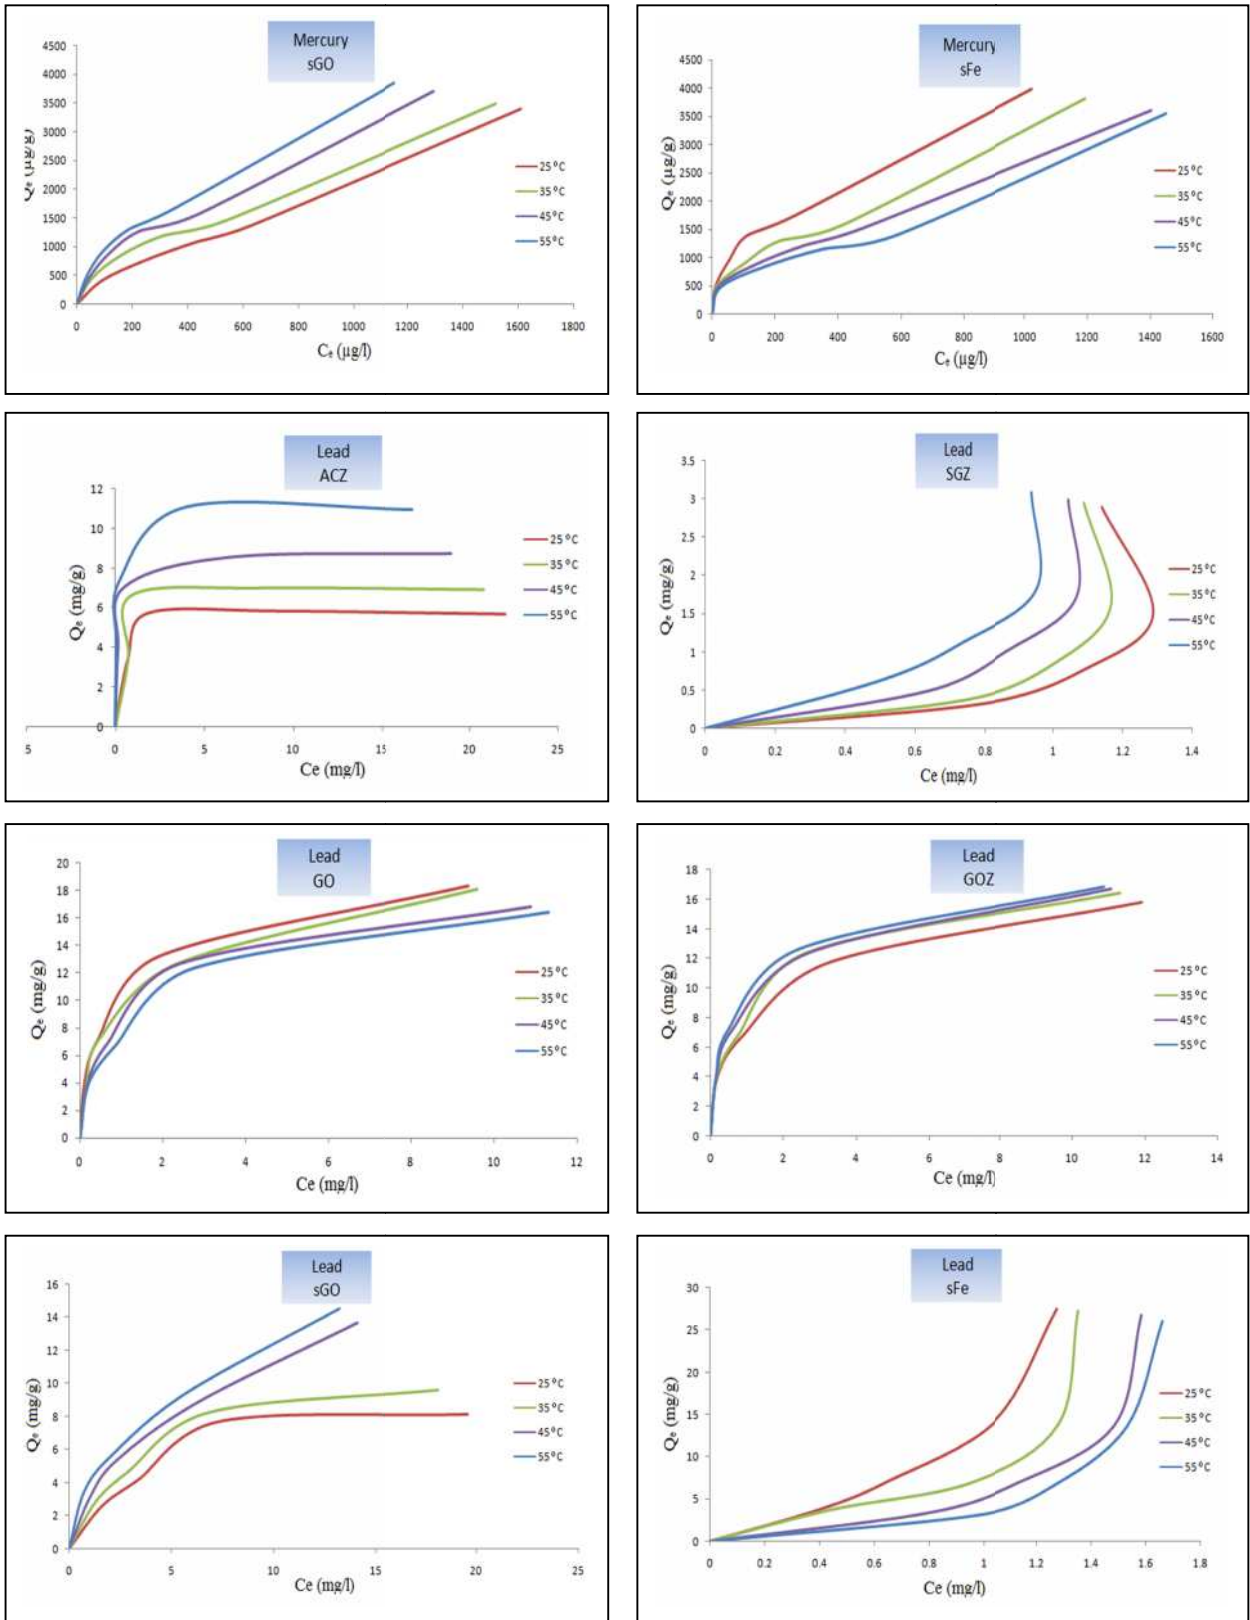 Mercury
sGO
4500
4000
3500
3000
2500
2000
1500
1000
500
0
Qe (µg/g)
0 200 400 600 800 1000 1200 1400 1600 1800
Ce (µg/l)
25°C
35°C
45°C
55°C
Mercury
sFe
4500
4000
3500
3000
2500
2000
1500
1000
500
0
Qe (µg/g)
0 200 400 600 800 1000 1200 1400 1600
Ce (µg/l)
25°C
35°C
45°C
55°C
Lead
ACZ
12
10
8
6
4
2
0
Qe (mg/g)
5 0 5 10 15 20 25
Ce (mg/l)
25°C
35°C
45°C
55°C
Lead
SGZ
3.5
3
2.5
2
1.5
1
0.5
0
Qe (mg/g)
0 0.2 0.4 0.6 0.8 1 1.2 1.4
Ce (mg/l)
25°C
35°C
45°C
55°C
Lead
GO
20
18
16
14
12
10
8
6
4
2
0
Qe (mg/g)
0 2 4 6 8 10 12
Ce (mg/l)
25°C
35°C
45°C
55°C
Lead
GOZ
18
16
14
12
10
8
6
4
2
0
Qe (mg/g)
0 2 4 6 8 10 12 14
Ce (mg/l)
25°C
35°C
45°C
55°C
Lead
sGO
16
14
12
10
8
6
4
2
0
Qe (mg/g)
0 5 10 15 20 25
Ce (mg/l)
25°C
35°C
45°C
55°C
Lead
sFe
30
25
20
15
10
5
0
Qe (mg/g)
0 0.2 0.4 0.6 0.8 1 1.2 1.4 1.6 1.8
Ce (mg/l)
25°C
35°C
45°C
55°C